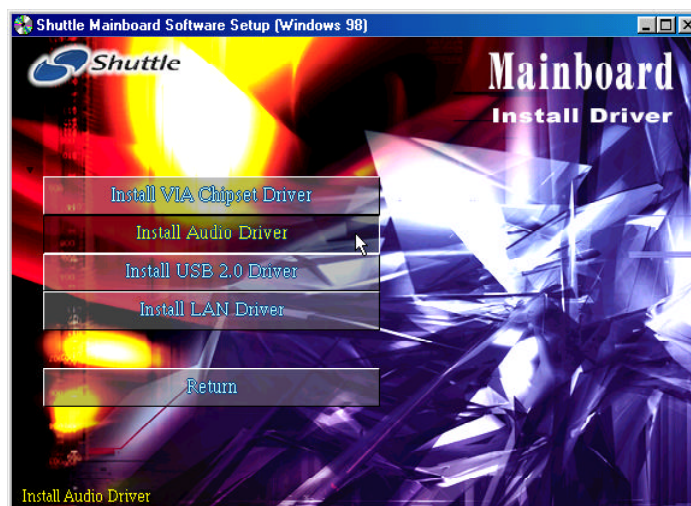 Shuttle Mainboard Software Setup (Windows 98)
Shuttle
Mainboard
Install Driver
Install VIA Chipset Driver
Install Audio Driver
Install USB 2.0 Driver
Install LAN Driver
Return
Install Audio Driver